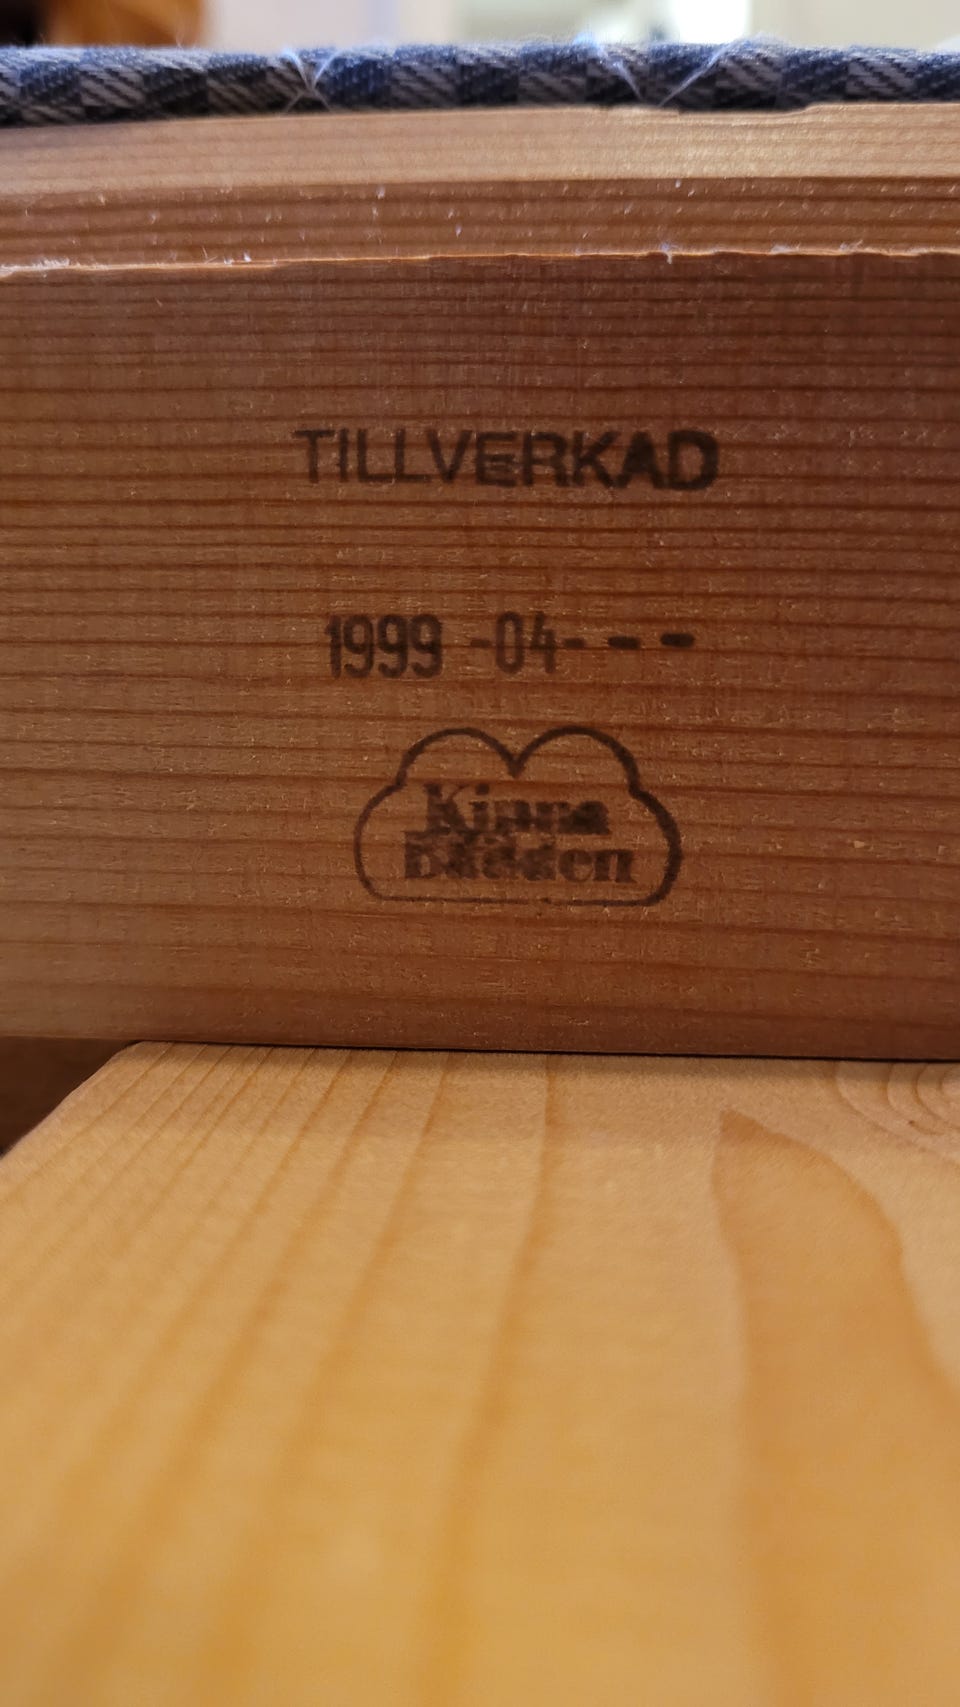 TILLVERKAD
1999 -04- - -
Kinna
Bädden